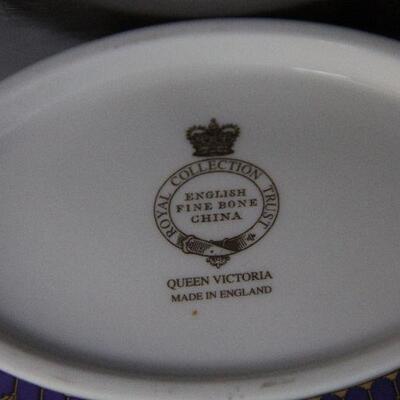 ROYAL COLLECTION TRUST
ENGLISH
FINE BONE
CHINA
QUEEN VICTORIA
MADE IN ENGLAND